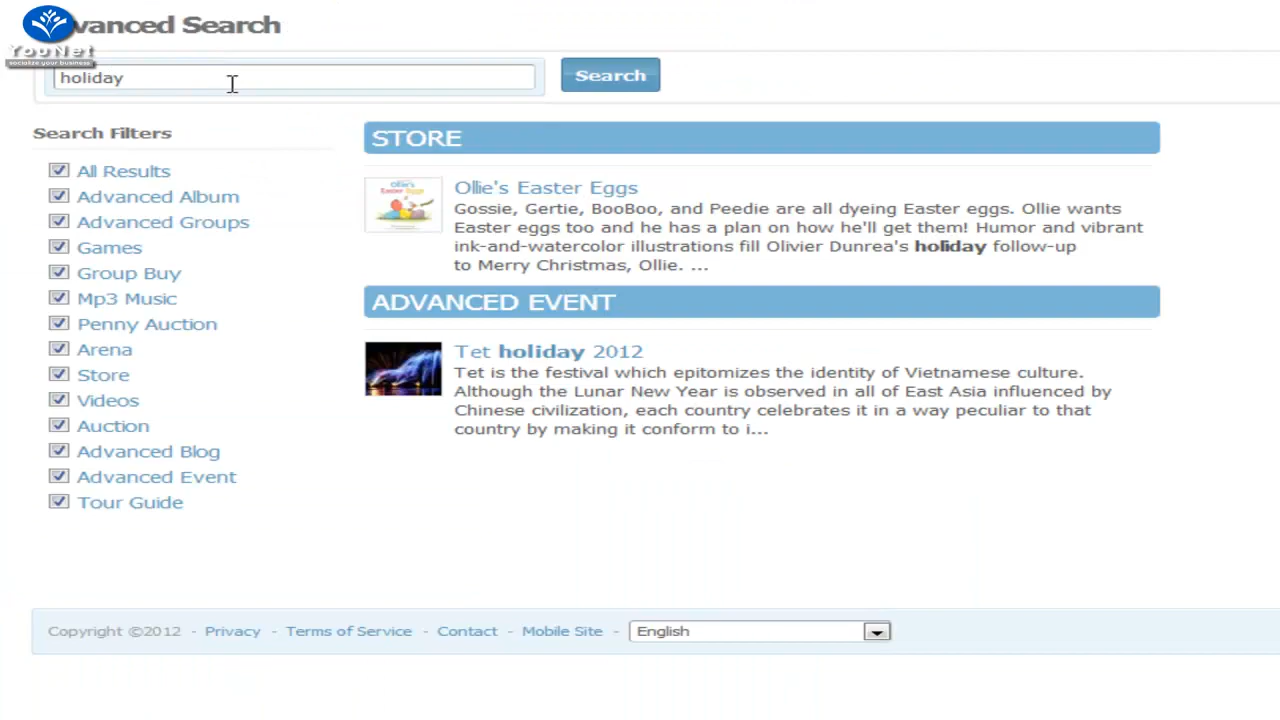 vanced Search
YouNet
socialize your business
holiday
Search
Search Filters
All Results
Advanced Album
Advanced Groups
Games
Group Buy
Mp3 Music
Penny Auction
Arena
Store
Videos
Auction
Advanced Blog
Advanced Event
Tour Guide
STORE
Ollie's Easter Eggs
Ollie's
Easter Eggs
Gossie, Gertie, BooBoo, and Peedie are all dyeing Easter eggs. Ollie wants
Easter eggs too and he has a plan on how he'll get them! Humor and vibrant
ink-and-watercolor illustrations fill Olivier Dunrea's holiday follow-up
to Merry Christmas, Ollie. ...
ADVANCED EVENT
Tet holiday 2012
Tet is the festival which epitomizes the identity of Vietnamese culture.
Although the Lunar New Year is observed in all of East Asia influenced by
Chinese civilization, each country celebrates it in a way peculiar to that
country by making it conform to i...
Copyright ©2012 - Privacy - Terms of Service - Contact - Mobile Site - English